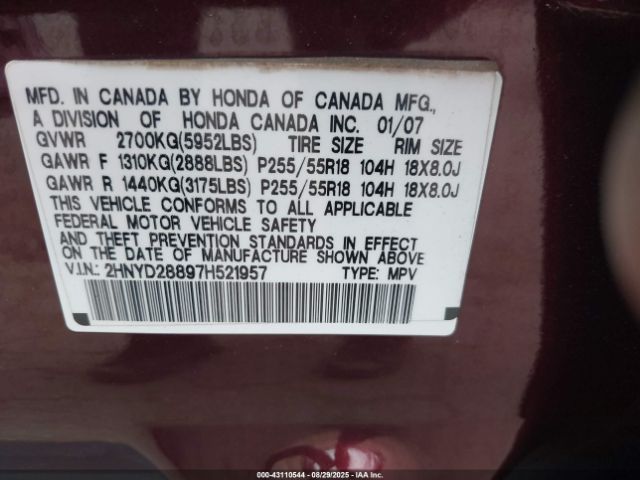 MFD. IN CANADA BY HONDA OF CANADA MFG.,
A DIVISION OF HONDA CANADA INC. 01/07
GVWR 2700KG(5952LBS) TIRE SIZE RIM SIZE
GAWR F 1310KG(2888LBS) P255/55R18 104H 18X8.0J
GAWR R 1440KG(3175LBS) P255/55R18 104H 18X8.0J
THIS VEHICLE CONFORMS TO ALL APPLICABLE
FEDERAL MOTOR VEHICLE SAFETY
AND THEFT PREVENTION STANDARDS IN EFFECT
ON THE DATE OF MANUFACTURE SHOWN ABOVE.
V.I.N.: 2HNYD28897H521957 TYPE: MPV
000-43110544 - 08/29/2025 - IAA Inc.